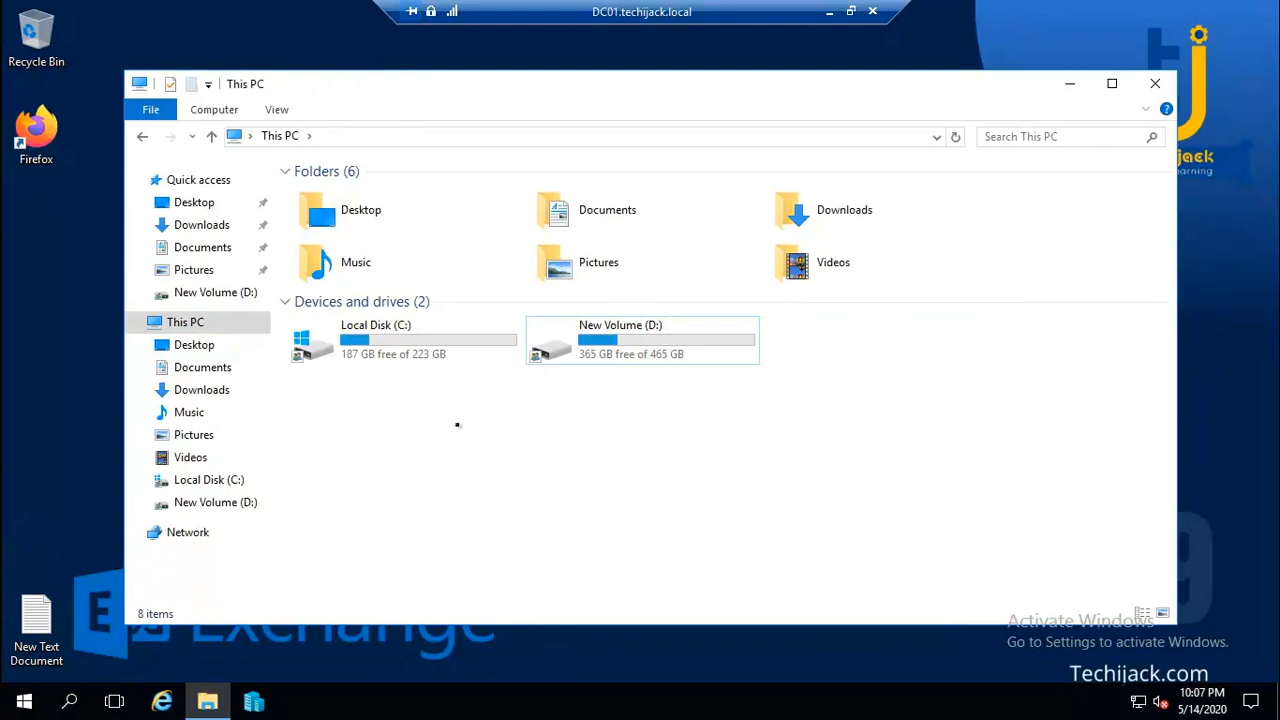 DC01.techijack.local
Recycle Bin
Firefox
New Text
Document
This PC
File
Computer
View
This PC
Search This PC
Quick access
Desktop
Downloads
Documents
Pictures
New Volume (D:)
This PC
Desktop
Documents
Downloads
Music
Pictures
Videos
Local Disk (C:)
New Volume (D:)
Network
Folders (6)
Desktop
Documents
Downloads
Music
Pictures
Videos
Devices and drives (2)
Local Disk (C:)
187 GB free of 223 GB
New Volume (D:)
365 GB free of 465 GB
8 items
Exchange
Activate Windows
Go to Settings to activate Windows.
Techijack.com
10:07 PM
5/14/2020